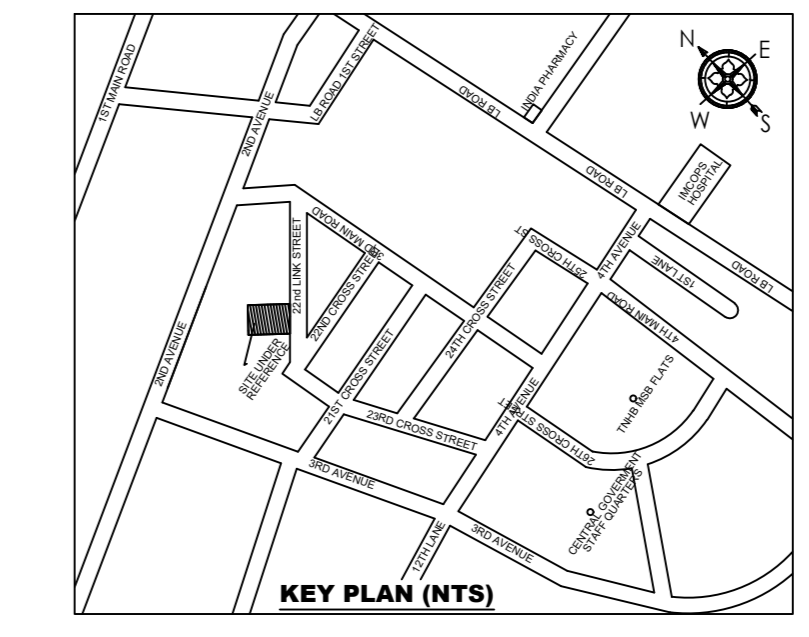 1ST MAIN ROAD
2ND AVENUE
LB ROAD 1ST STREET
LB ROAD
INDIA PHARMACY
N
E
W
S
LB ROAD
IMCOPS
HOSPITAL
LB ROAD
3RD MAIN ROAD
22nd LINK STREET
22ND CROSS STREET
25TH CROSS ST
4TH AVENUE
1ST LANE
24TH CROSS STREET
4TH MAIN ROAD
2ND AVENUE
SITE UNDER
REFERENCE
21ST CROSS STREET
23RD CROSS STREET
4TH AVENUE
26TH CROSS STREET
TNHB MSB FLATS
3RD AVENUE
CENTRAL GOVERMENT
STAFF QUARTERS
3RD AVENUE
12TH LANE
KEY PLAN (NTS)